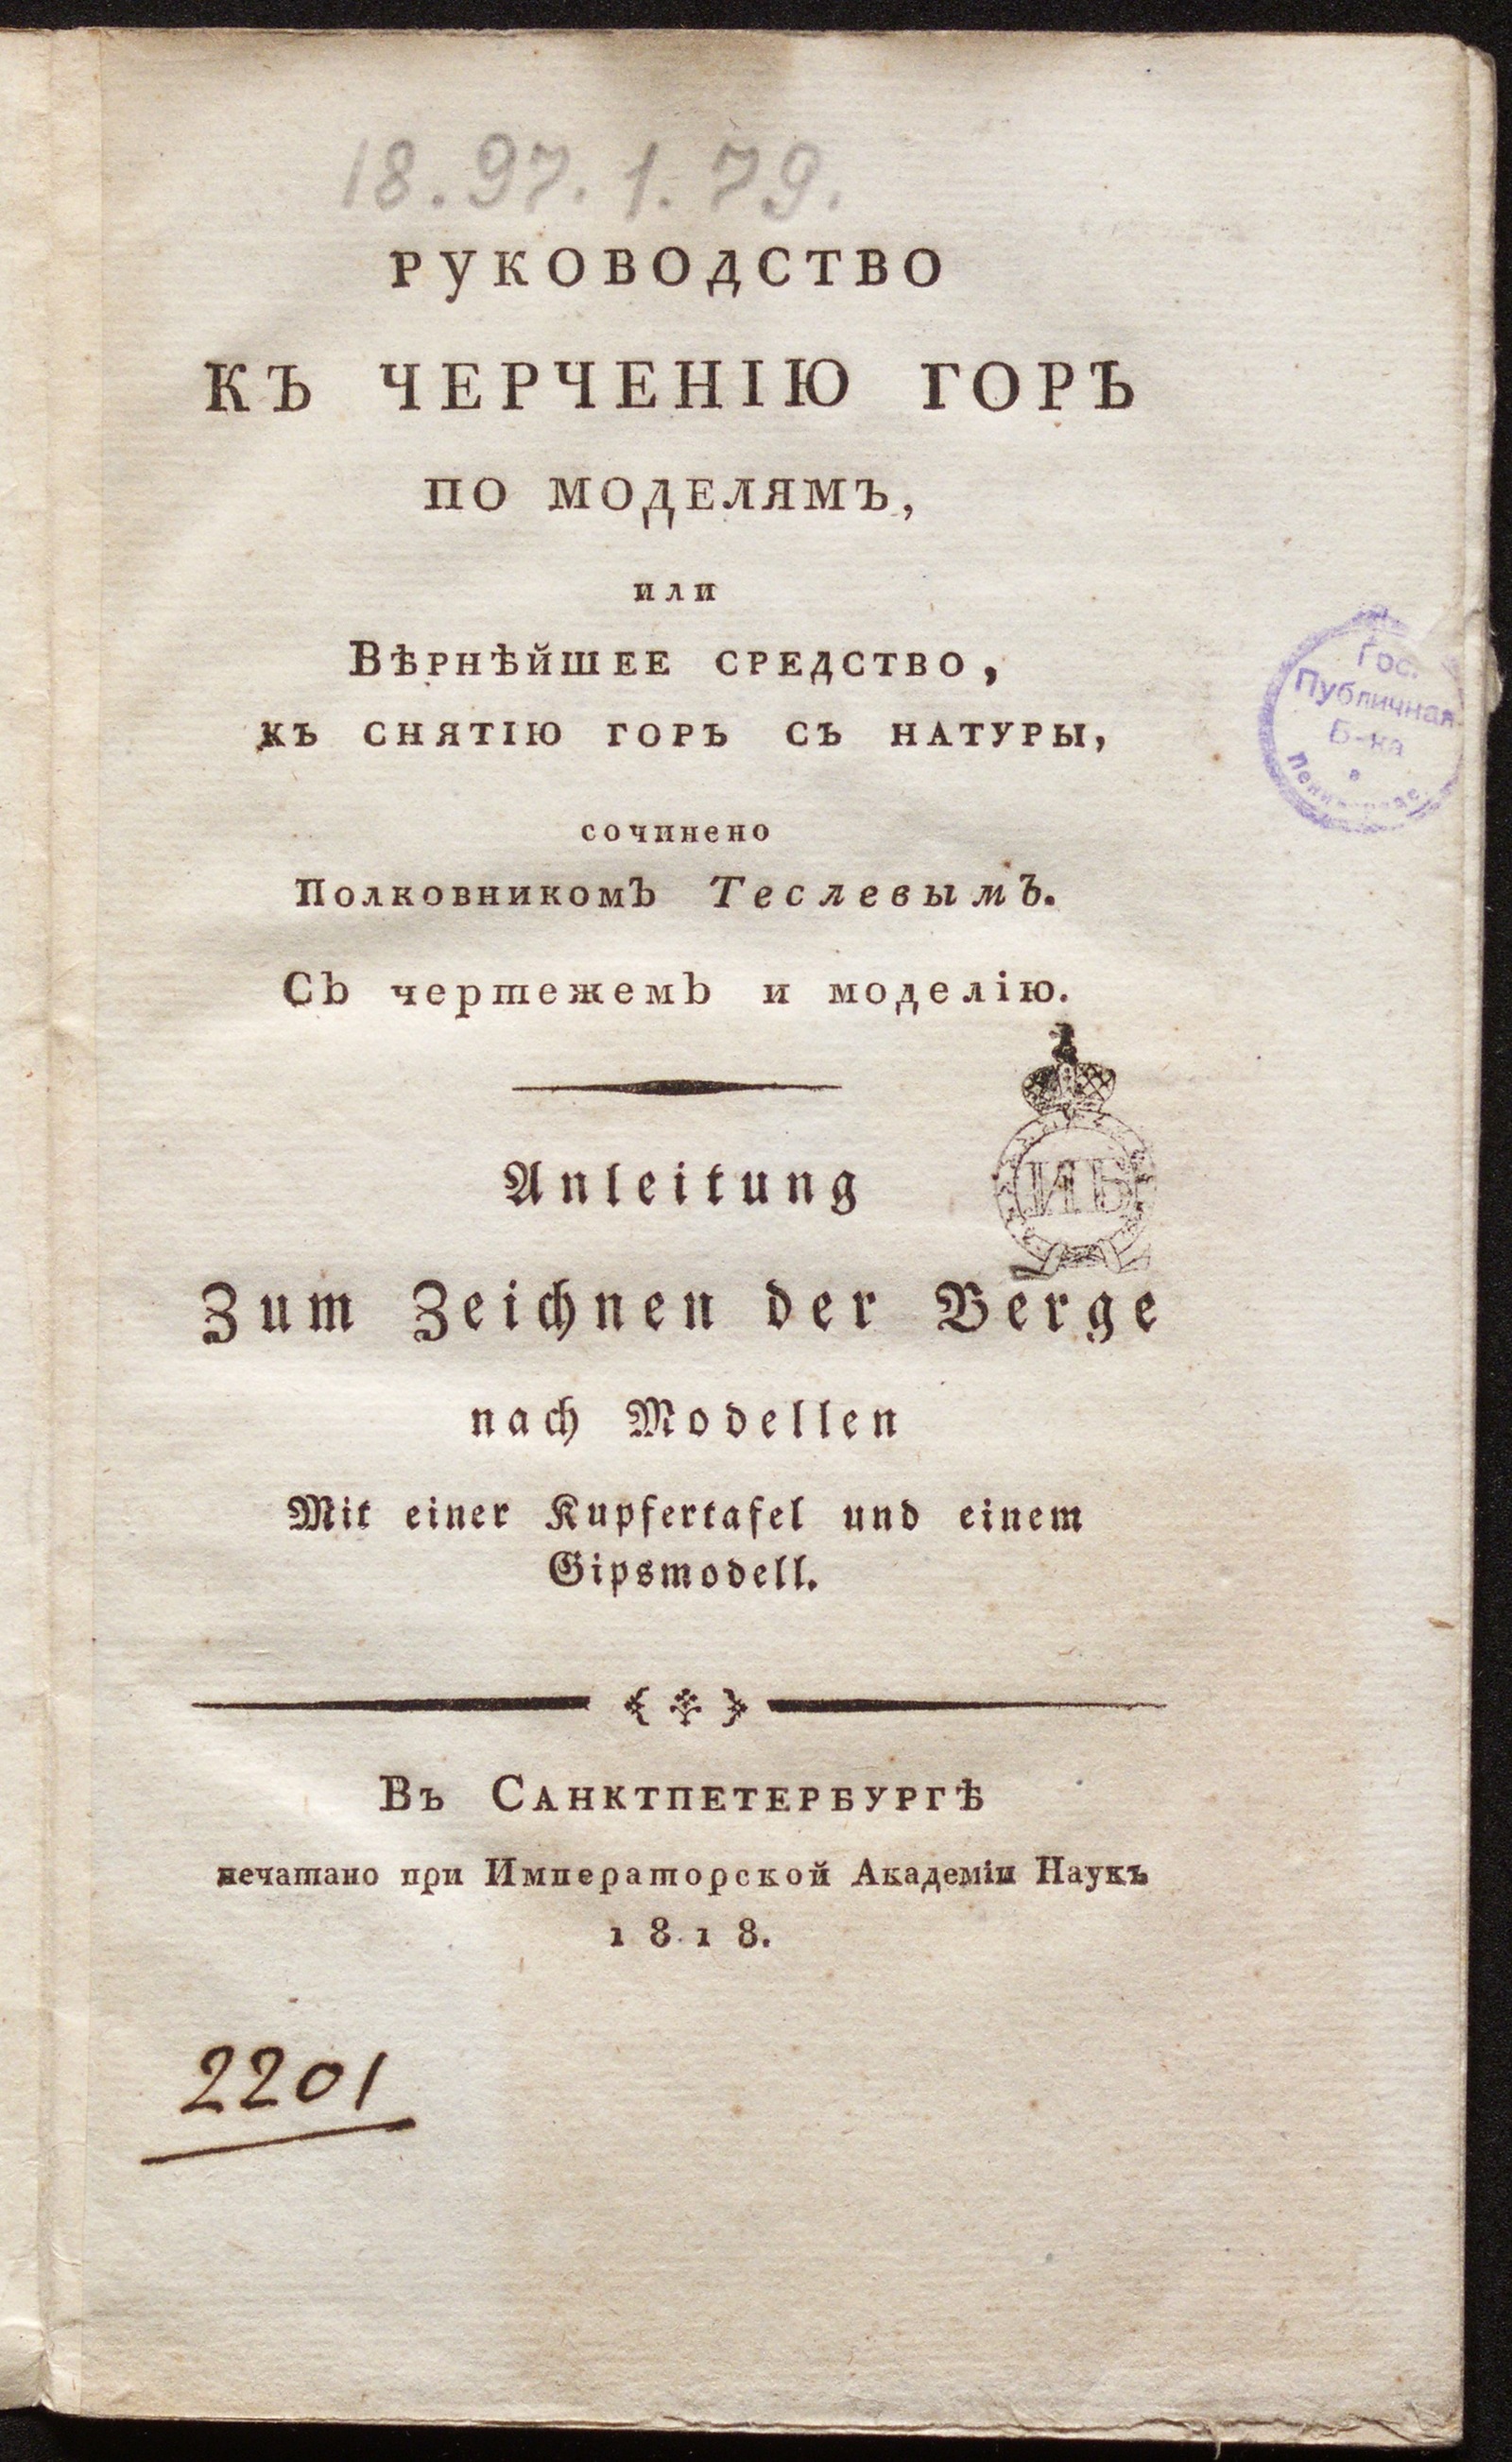 18.97.1.79.
РУКОВОДСТВО
КЪ ЧЕРЧЕНІЮ ГОРЪ
ПО МОДЕЛЯМЪ,
или
ВѢРНѢЙШЕЕ СРЕДСТВО,
КЪ СНЯТІЮ ГОРЪ СЪ НАТУРЫ,
сочинено
Полковникомъ Теслевымъ.
Съ чертежемъ и моделію.
Гос.
Публичная
Б-ка
в
ИБ
Anleitung
Zum Zeichnen der Berge
nach Modellen
Mit einer Kupfertafel und einem
Gipsmodell.
Въ САНКТПЕТЕРБУРГѢ
печатано при Императорской Академіи Наукъ
1818.
2201